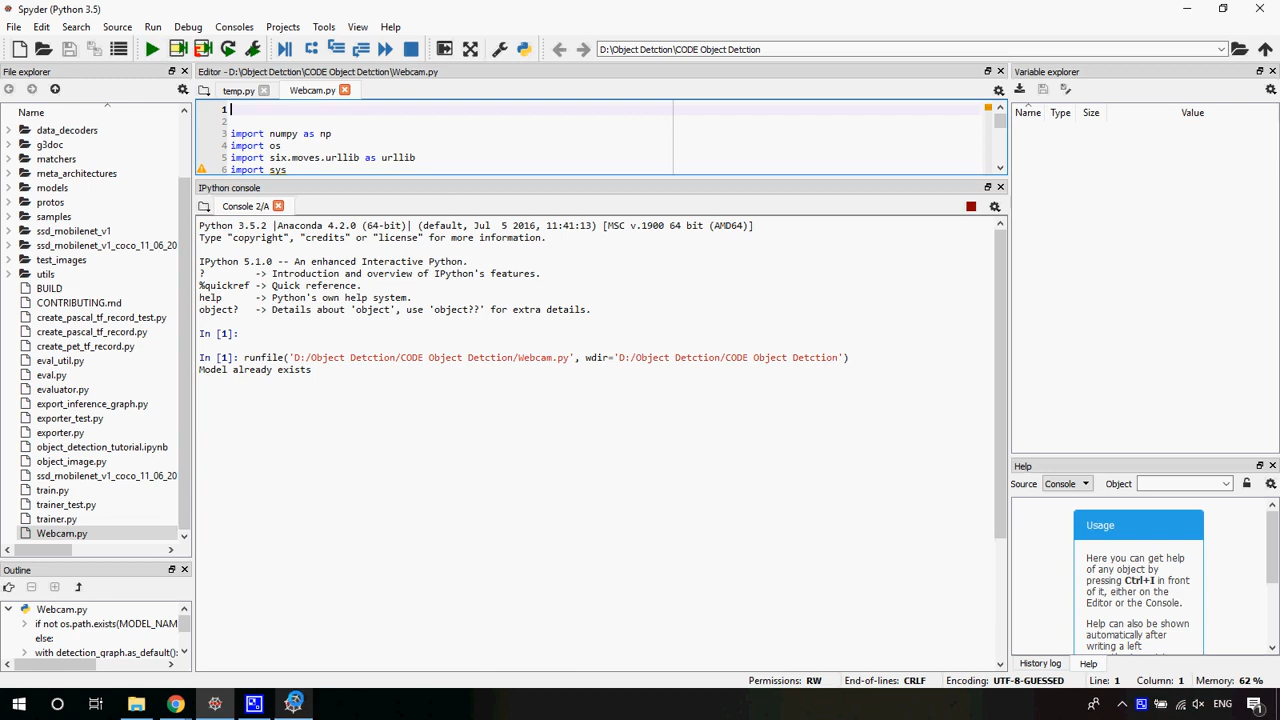 Spyder (Python 3.5)
File Edit Search Source Run Debug Consoles Projects Tools View Help
D:\Object Detction\CODE Object Detction
File explorer
Name
data_decoders
g3doc
matchers
meta_architectures
models
protos
samples
ssd_mobilenet_v1
ssd_mobilenet_v1_coco_11_06_20
test_images
utils
BUILD
CONTRIBUTING.md
create_pascal_tf_record_test.py
create_pascal_tf_record.py
create_pet_tf_record.py
eval_util.py
eval.py
evaluator.py
export_inference_graph.py
exporter_test.py
exporter.py
object_detection_tutorial.ipynb
object_image.py
ssd_mobilenet_v1_coco_11_06_20
train.py
trainer_test.py
trainer.py
Webcam.py
Outline
Webcam.py
if not os.path.exists(MODEL_NAM
else:
with detection_graph.as_default():
Editor - D:\Object Detction\CODE Object Detction\Webcam.py
temp.py Webcam.py
1
2
3 import numpy as np
4 import os
5 import six.moves.urllib as urllib
6 import sys
IPython console
Console 2/A
Python 3.5.2 |Anaconda 4.2.0 (64-bit)| (default, Jul 5 2016, 11:41:13) [MSC v.1900 64 bit (AMD64)]
Type "copyright", "credits" or "license" for more information.
IPython 5.1.0 -- An enhanced Interactive Python.
? -> Introduction and overview of IPython's features.
%quickref -> Quick reference.
help -> Python's own help system.
object? -> Details about 'object', use 'object??' for extra details.
In [1]:
In [1]: runfile('D:/Object Detction/CODE Object Detction/Webcam.py', wdir='D:/Object Detction/CODE Object Detction')
Model already exists
Variable explorer
Name Type Size Value
Help
Source Console Object
Usage
Here you can get help
of any object by
pressing Ctrl+I in front
of it, either on the
Editor or the Console.
Help can also be shown
automatically after
writing a left
History log Help
Permissions: RW End-of-lines: CRLF Encoding: UTF-8-GUESSED Line: 1 Column: 1 Memory: 62 %
ENG
1